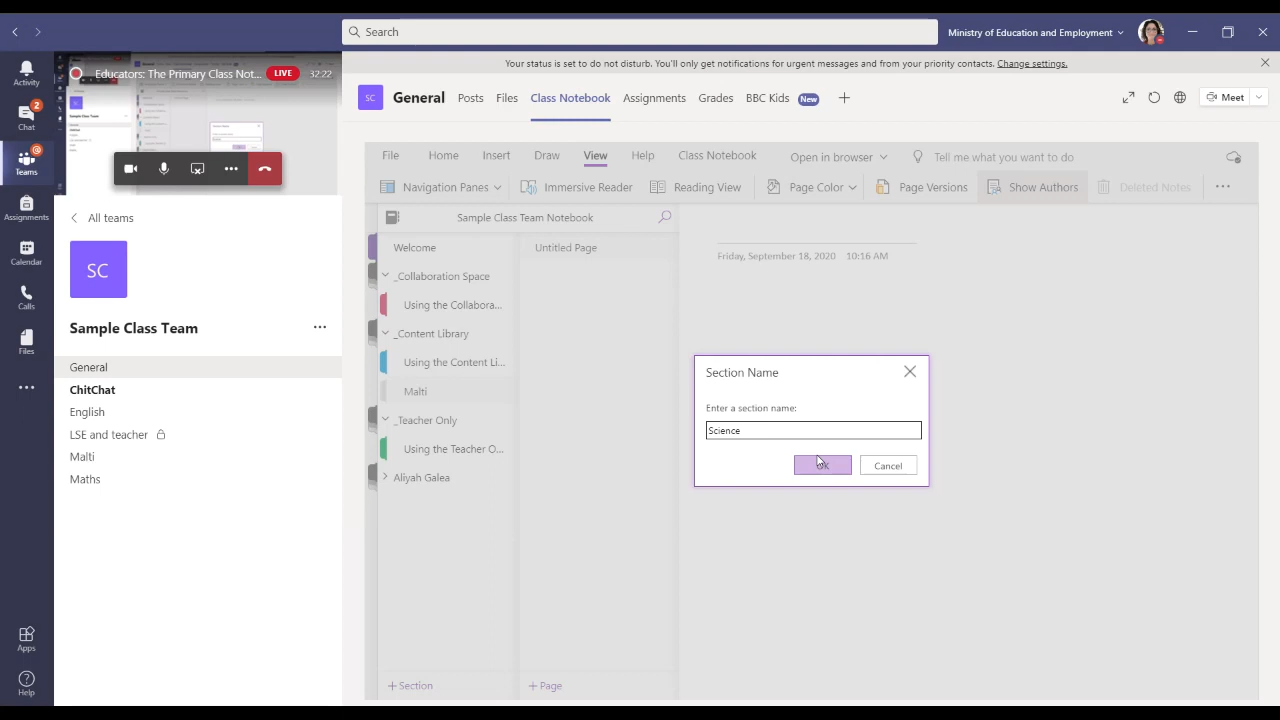 Search
Ministry of Education and Employment
Your status is set to do not disturb. You'll only get notifications for urgent messages and from your priority contacts. Change settings.
Activity
Chat
2
Teams
Assignments
Calendar
Calls
Files
Apps
Help
Educators: The Primary Class Not...
LIVE
32:22
All teams
SC
Sample Class Team
General
ChitChat
English
LSE and teacher
Malti
Maths
SC
General
Posts
Files
Class Notebook
Assignments
Grades
BBC Kids
New
Meet
File
Home
Insert
Draw
View
Help
Class Notebook
Open in browser
Tell me what you want to do
Navigation Panes
Immersive Reader
Reading View
Page Color
Page Versions
Show Authors
Deleted Notes
Sample Class Team Notebook
Welcome
_Collaboration Space
Using the Collabora...
_Content Library
Using the Content Li...
Malti
_Teacher Only
Using the Teacher O...
Aliyah Galea
+ Section
Untitled Page
+ Page
Friday, September 18, 2020 10:16 AM
Section Name
Enter a section name:
Science
OK
Cancel